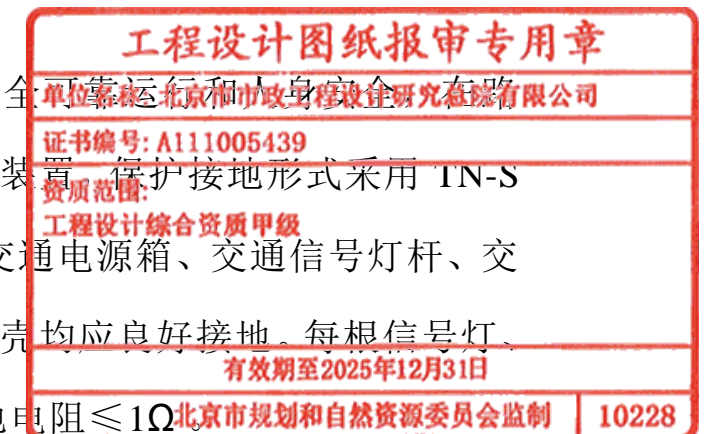 工程设计图纸报审专用章
全可靠运行和人身安全，在路
单位名称: 北京市市政工程设计研究总院有限公司
证书编号: A111005439
装置。保护接地形式采用 TN-S
资质范围:
工程设计综合资质甲级
交通电源箱、交通信号灯杆、交
壳均应良好接地。每根信号灯、
有效期至2025年12月31日
地电阻≤1Ω。
北京市规划和自然资源委员会监制
10228